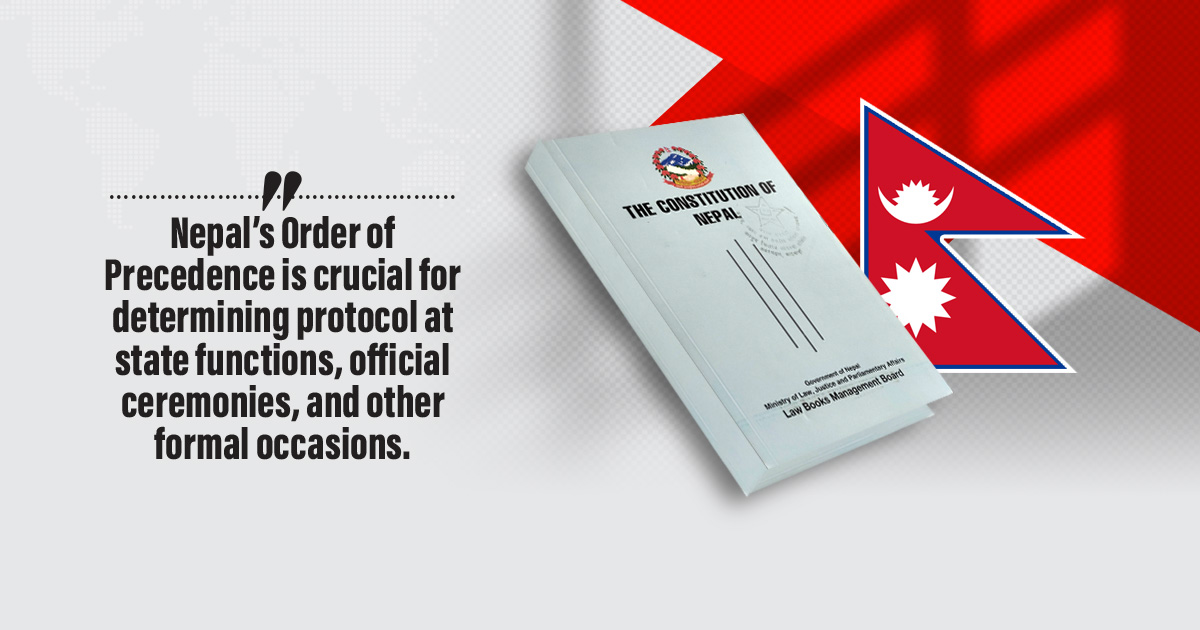 Nepal's Order of
Precedence is crucial for
determining protocol at
state functions, official
ceremonies, and other
formal occasions.
THE CONSTITUTION OF
NEPAL
Government of Nepal
Ministry of Law, Justice and Parliamentary Affairs
Law Books Management Board